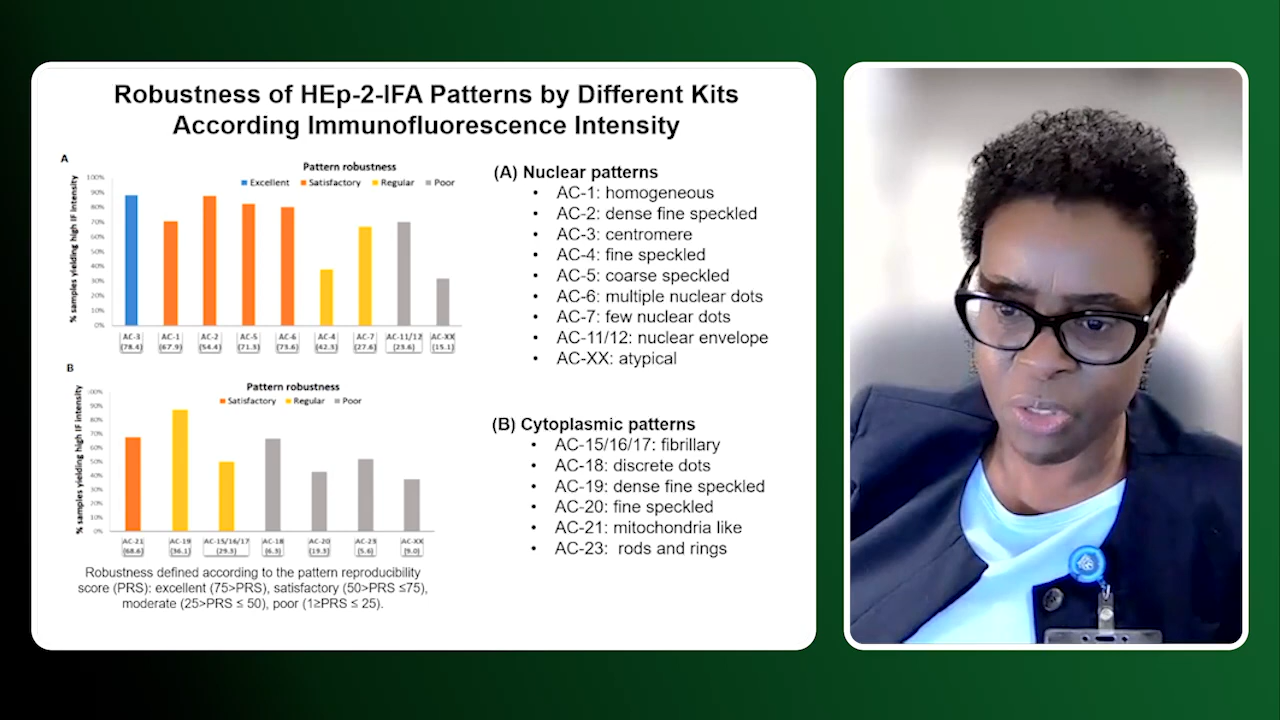 Robustness of HEp-2-IFA Patterns by Different Kits
According Immunofluorescence Intensity
A
Pattern robustness
Excellent Satisfactory Regular Poor
% samples yielding high IF intensity
100%
90%
80%
70%
60%
50%
40%
30%
20%
10%
0%
AC-3 AC-1 AC-2 AC-5 AC-6 AC-4 AC-7 AC-11/12 AC-XX
(78.4) (67.9) (54.4) (71.3) (73.6) (42.3) (27.6) (23.6) (15.1)
B
Pattern robustness
Satisfactory Regular Poor
% samples yielding high IF intensity
100%
90%
80%
70%
60%
50%
40%
30%
20%
10%
0%
AC-21 AC-19 AC-15/16/17 AC-18 AC-20 AC-23 AC-XX
(68.6) (36.1) (29.3) (6.3) (19.3) (5.6) (9.0)
Robustness defined according to the pattern reproducibility
score (PRS): excellent (75>PRS), satisfactory (50>PRS ≤75),
moderate (25>PRS ≤ 50), poor (1≥PRS ≤ 25).
(A) Nuclear patterns
• AC-1: homogeneous
• AC-2: dense fine speckled
• AC-3: centromere
• AC-4: fine speckled
• AC-5: coarse speckled
• AC-6: multiple nuclear dots
• AC-7: few nuclear dots
• AC-11/12: nuclear envelope
• AC-XX: atypical
(B) Cytoplasmic patterns
• AC-15/16/17: fibrillary
• AC-18: discrete dots
• AC-19: dense fine speckled
• AC-20: fine speckled
• AC-21: mitochondria like
• AC-23: rods and rings